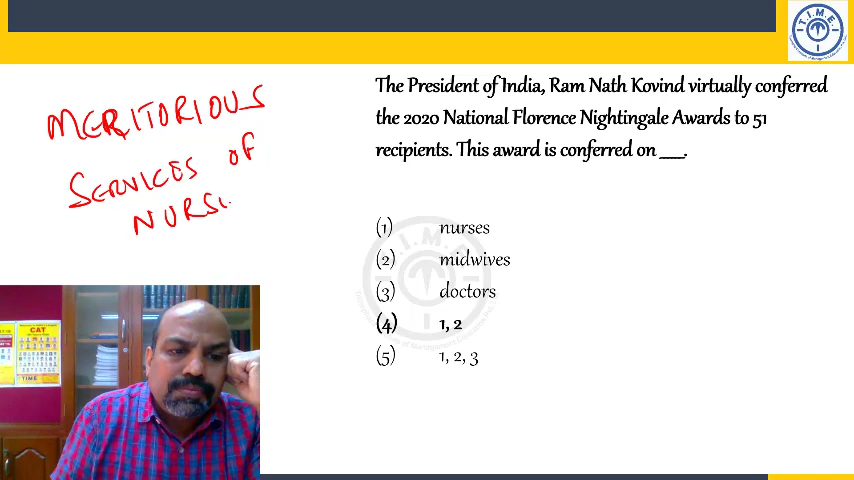 T.I.M.E.
The President of India, Ram Nath Kovind virtually conferred
the 2020 National Florence Nightingale Awards to 51
recipients. This award is conferred on ___.
MERITORIOUS
SERVICES OF
NURSI
(1) nurses
(2) midwives
(3) doctors
(4) 1, 2
(5) 1, 2, 3
T.I.M.E.
CAT
TIME